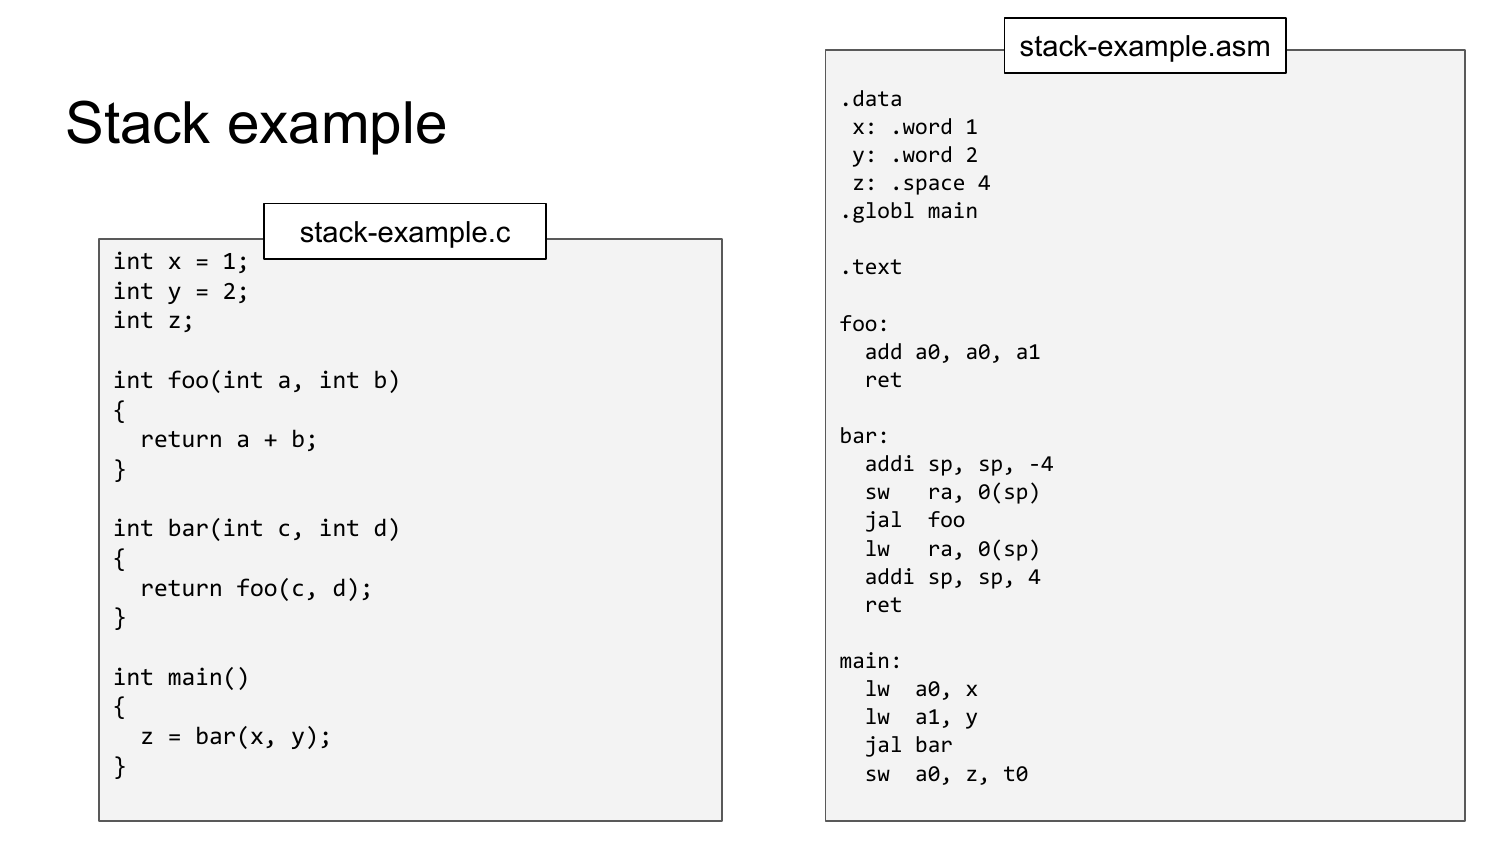 Stack example
stack-example.c
int x = 1;
int y = 2;
int z;

int foo(int a, int b)
{
  return a + b;
}

int bar(int c, int d)
{
  return foo(c, d);
}

int main()
{
  z = bar(x, y);
}
stack-example.asm
.data
 x: .word 1
 y: .word 2
 z: .space 4
.globl main

.text

foo:
  add a0, a0, a1
  ret

bar:
  addi sp, sp, -4
  sw   ra, 0(sp)
  jal  foo
  lw   ra, 0(sp)
  addi sp, sp, 4
  ret

main:
  lw  a0, x
  lw  a1, y
  jal bar
  sw  a0, z, t0